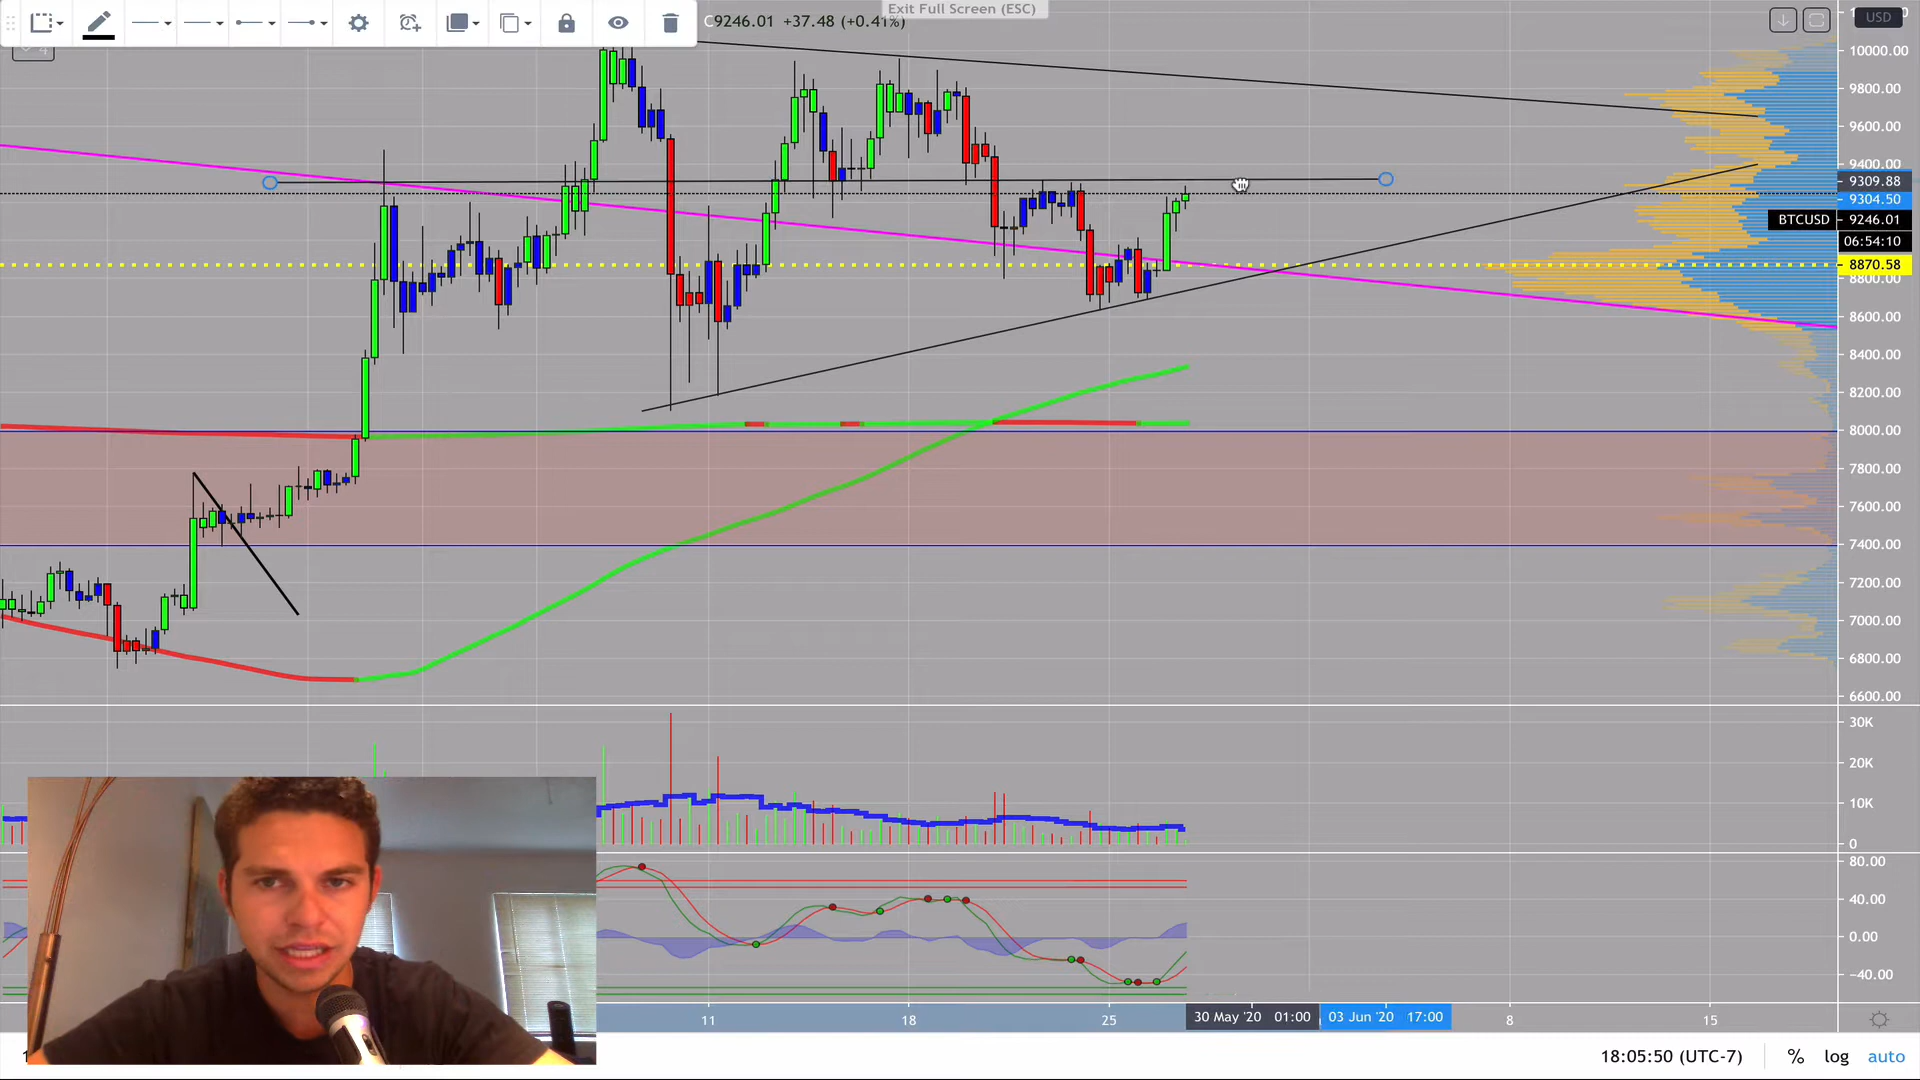 Exit Full Screen (ESC)
C9246.01 +37.48 (+0.41%)
USD
10000.00
9800.00
9600.00
9400.00
9309.88
9304.50
BTCUSD 9246.01
06:54:10
8870.58
8800.00
8600.00
8400.00
8200.00
8000.00
7800.00
7600.00
7400.00
7200.00
7000.00
6800.00
6600.00
30K
20K
10K
0
80.00
40.00
0.00
−40.00
11 18 25 30 May '20 01:00 03 Jun '20 17:00 8 15
18:05:50 (UTC-7) % log auto